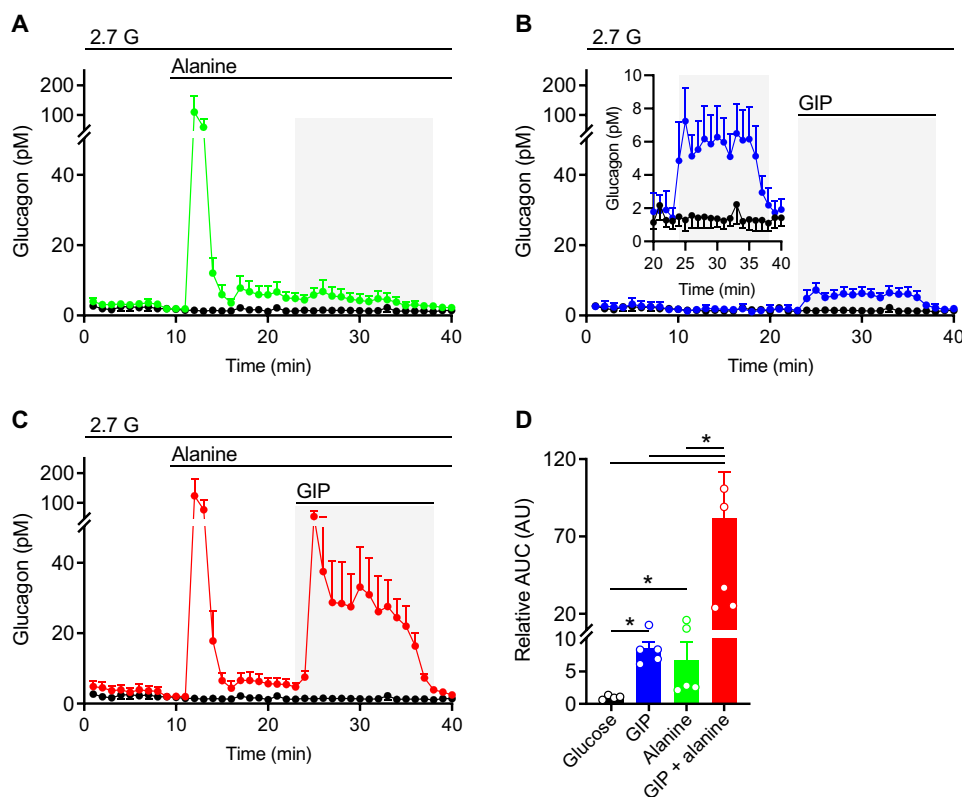 A
2.7 G
Alanine
200
100
40
20
0
Glucagon (pM)
0
10
20
30
40
Time (min)
B
2.7 G
GIP
200
100
40
20
0
Glucagon (pM)
0
10
20
30
40
Time (min)
10
8
6
4
2
0
Glucagon (pM)
20
25
30
35
40
Time (min)
C
2.7 G
Alanine
GIP
200
100
40
20
0
Glucagon (pM)
0
10
20
30
40
Time (min)
D
*
*
*
120
70
20
10
5
0
Relative AUC (AU)
Glucose
GIP
Alanine
GIP + alanine